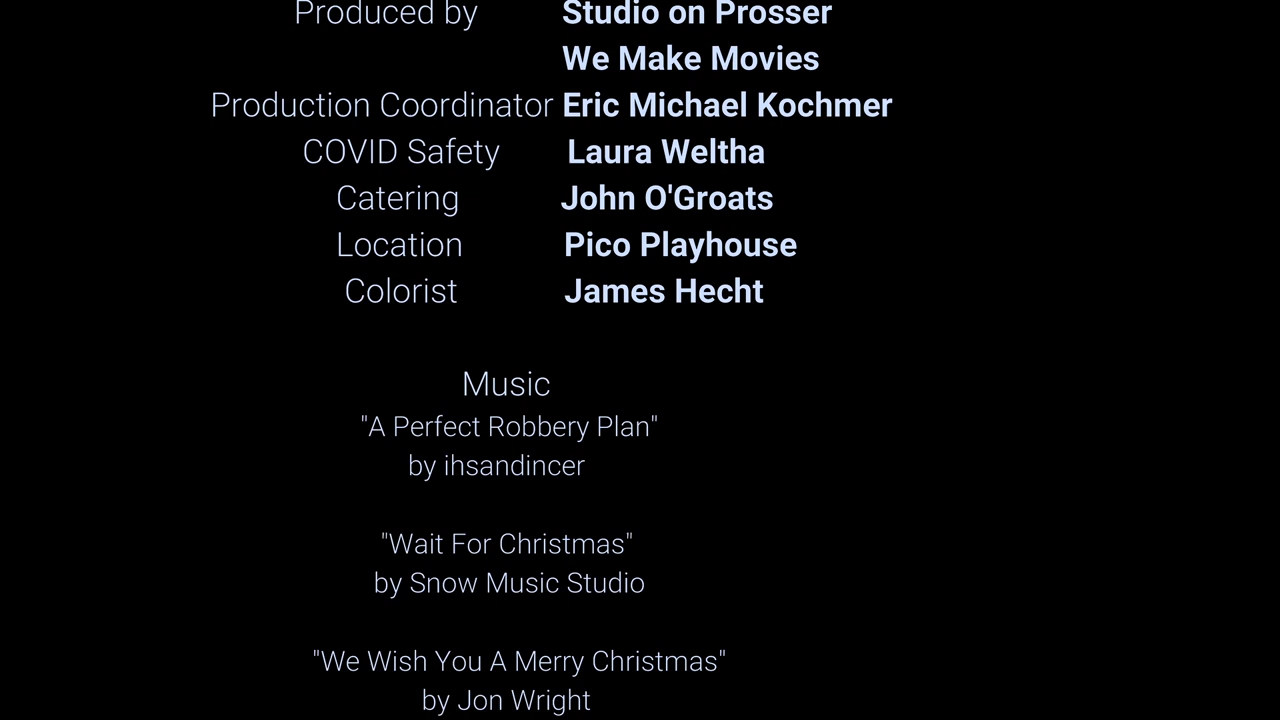 Produced by Studio on Prosser
We Make Movies
Production Coordinator Eric Michael Kochmer
COVID Safety Laura Weltha
Catering John O'Groats
Location Pico Playhouse
Colorist James Hecht
Music
"A Perfect Robbery Plan"
by ihsandincer
"Wait For Christmas"
by Snow Music Studio
"We Wish You A Merry Christmas"
by Jon Wright